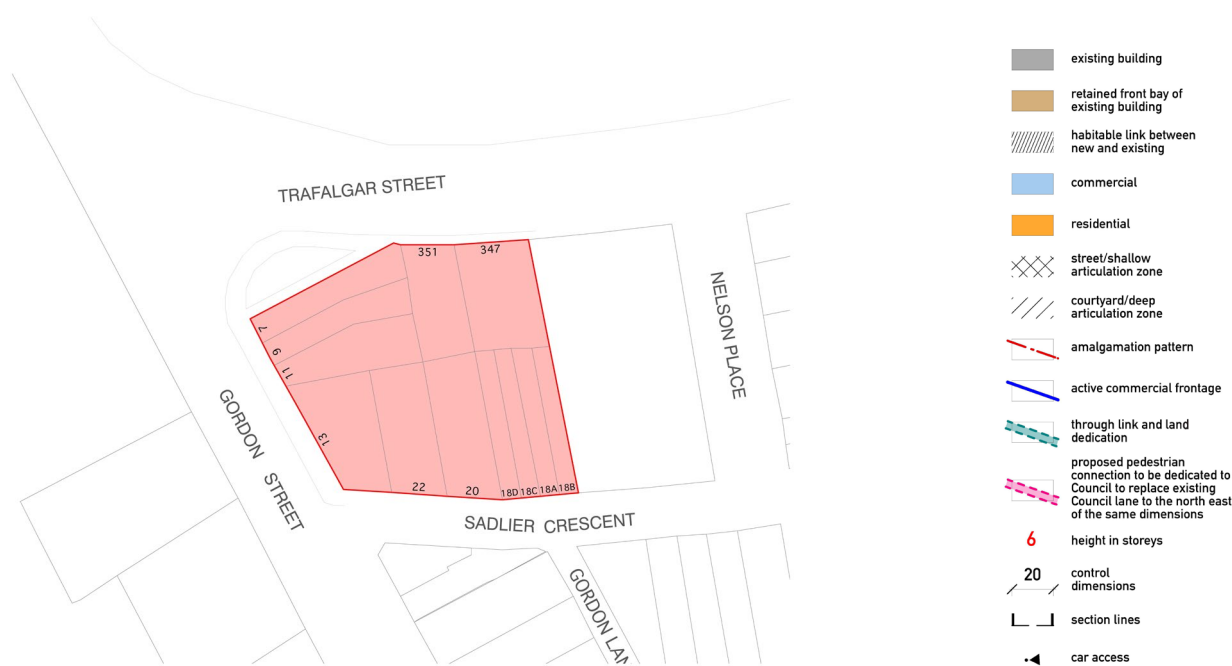 TRAFALGAR STREET
351
347
7
9
11
13
22
20
18D
18C
18A
18B
NELSON PLACE
GORDON STREET
SADLIER CRESCENT
GORDON LAN
existing building
retained front bay of
existing building
habitable link between
new and existing
commercial
residential
street/shallow
articulation zone
courtyard/deep
articulation zone
amalgamation pattern
active commercial frontage
through link and land
dedication
proposed pedestrian
connection to be dedicated to
Council to replace existing
Council lane to the north east
of the same dimensions
6
height in storeys
20
control
dimensions
section lines
car access